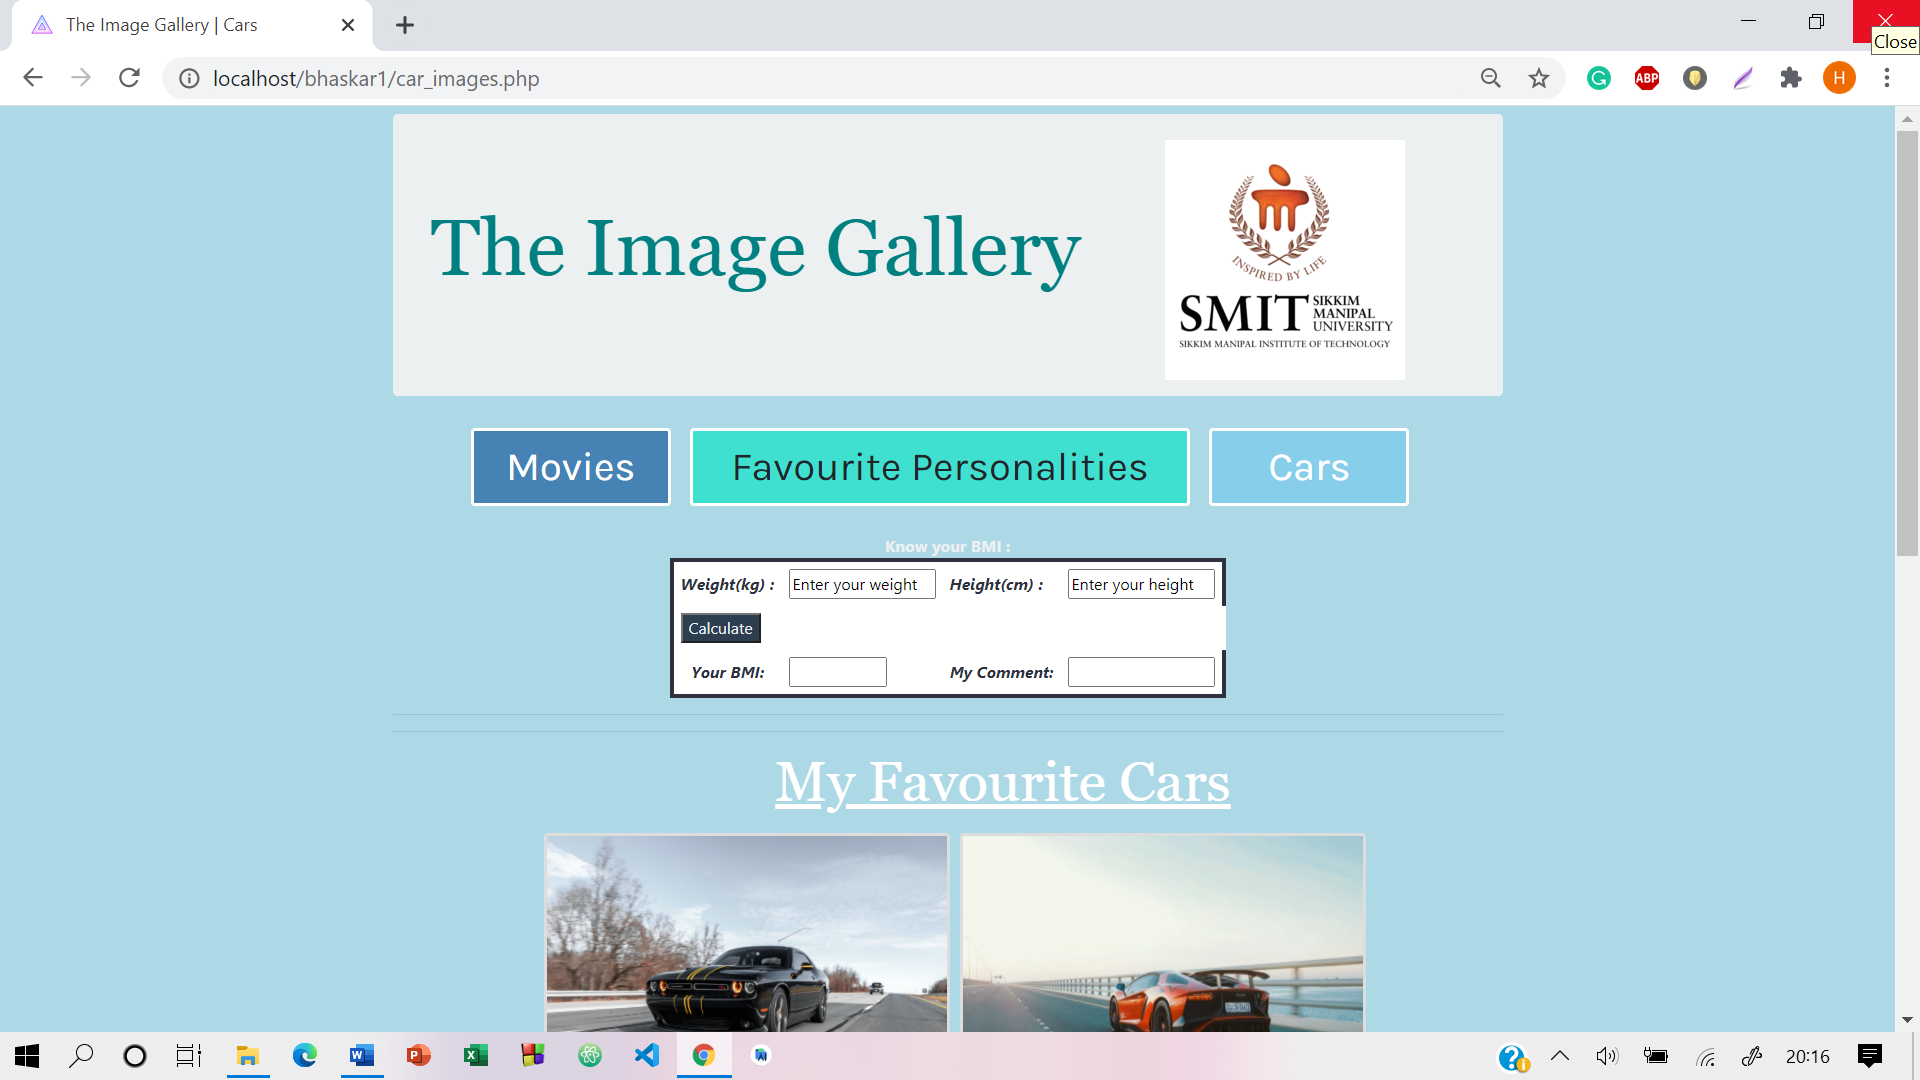 The Image Gallery | Cars
Close
localhost/bhaskar1/car_images.php
ABP
H
The Image Gallery
INSPIRED BY LIFE
SMIT SIKKIM MANIPAL UNIVERSITY
SIKKIM MANIPAL INSTITUTE OF TECHNOLOGY
Movies
Favourite Personalities
Cars
Know your BMI :
Weight(kg) : Enter your weight Height(cm) : Enter your height
Calculate
Your BMI: My Comment:
My Favourite Cars
20:16